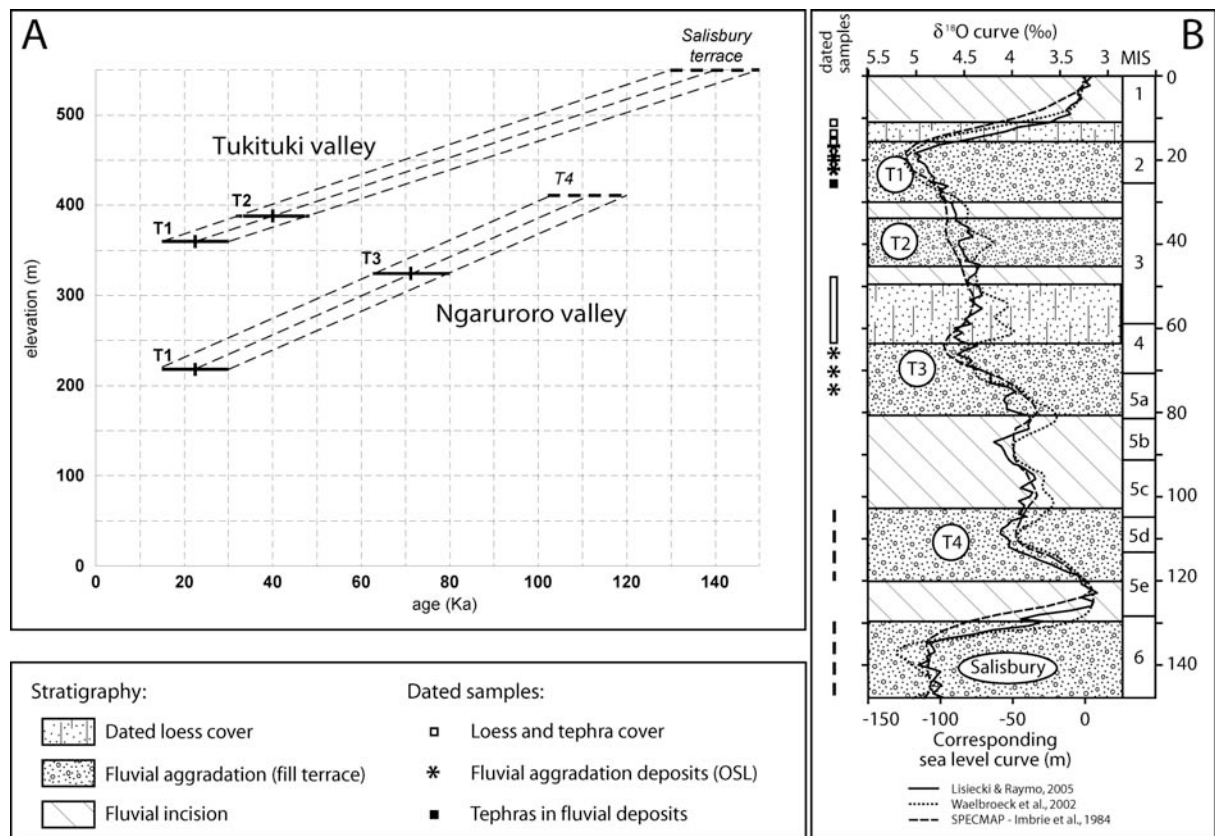 A
Salisbury
terrace
500
Tukituki valley
T4
T2
400
T1
T3
300
Ngaruroro valley
T1
200
100
0
elevation (m)
0 20 40 60 80 100 120 140
age (Ka)
Stratigraphy:
Dated loess cover
Fluvial aggradation (fill terrace)
Fluvial incision
Dated samples:
Loess and tephra cover
Fluvial aggradation deposits (OSL)
Tephras in fluvial deposits
B
dated
samples
δ18O curve (‰)
5.5 5 4.5 4 3.5 3 MIS
0
1
T1
2
20
T2
3
40
60
4
T3
5a
80
5b
5c
100
T4
5d
5e
120
Salisbury
6
140
-150 -100 -50 0
Corresponding
sea level curve (m)
Lisiecki & Raymo, 2005
Waelbroeck et al., 2002
SPECMAP - Imbrie et al., 1984